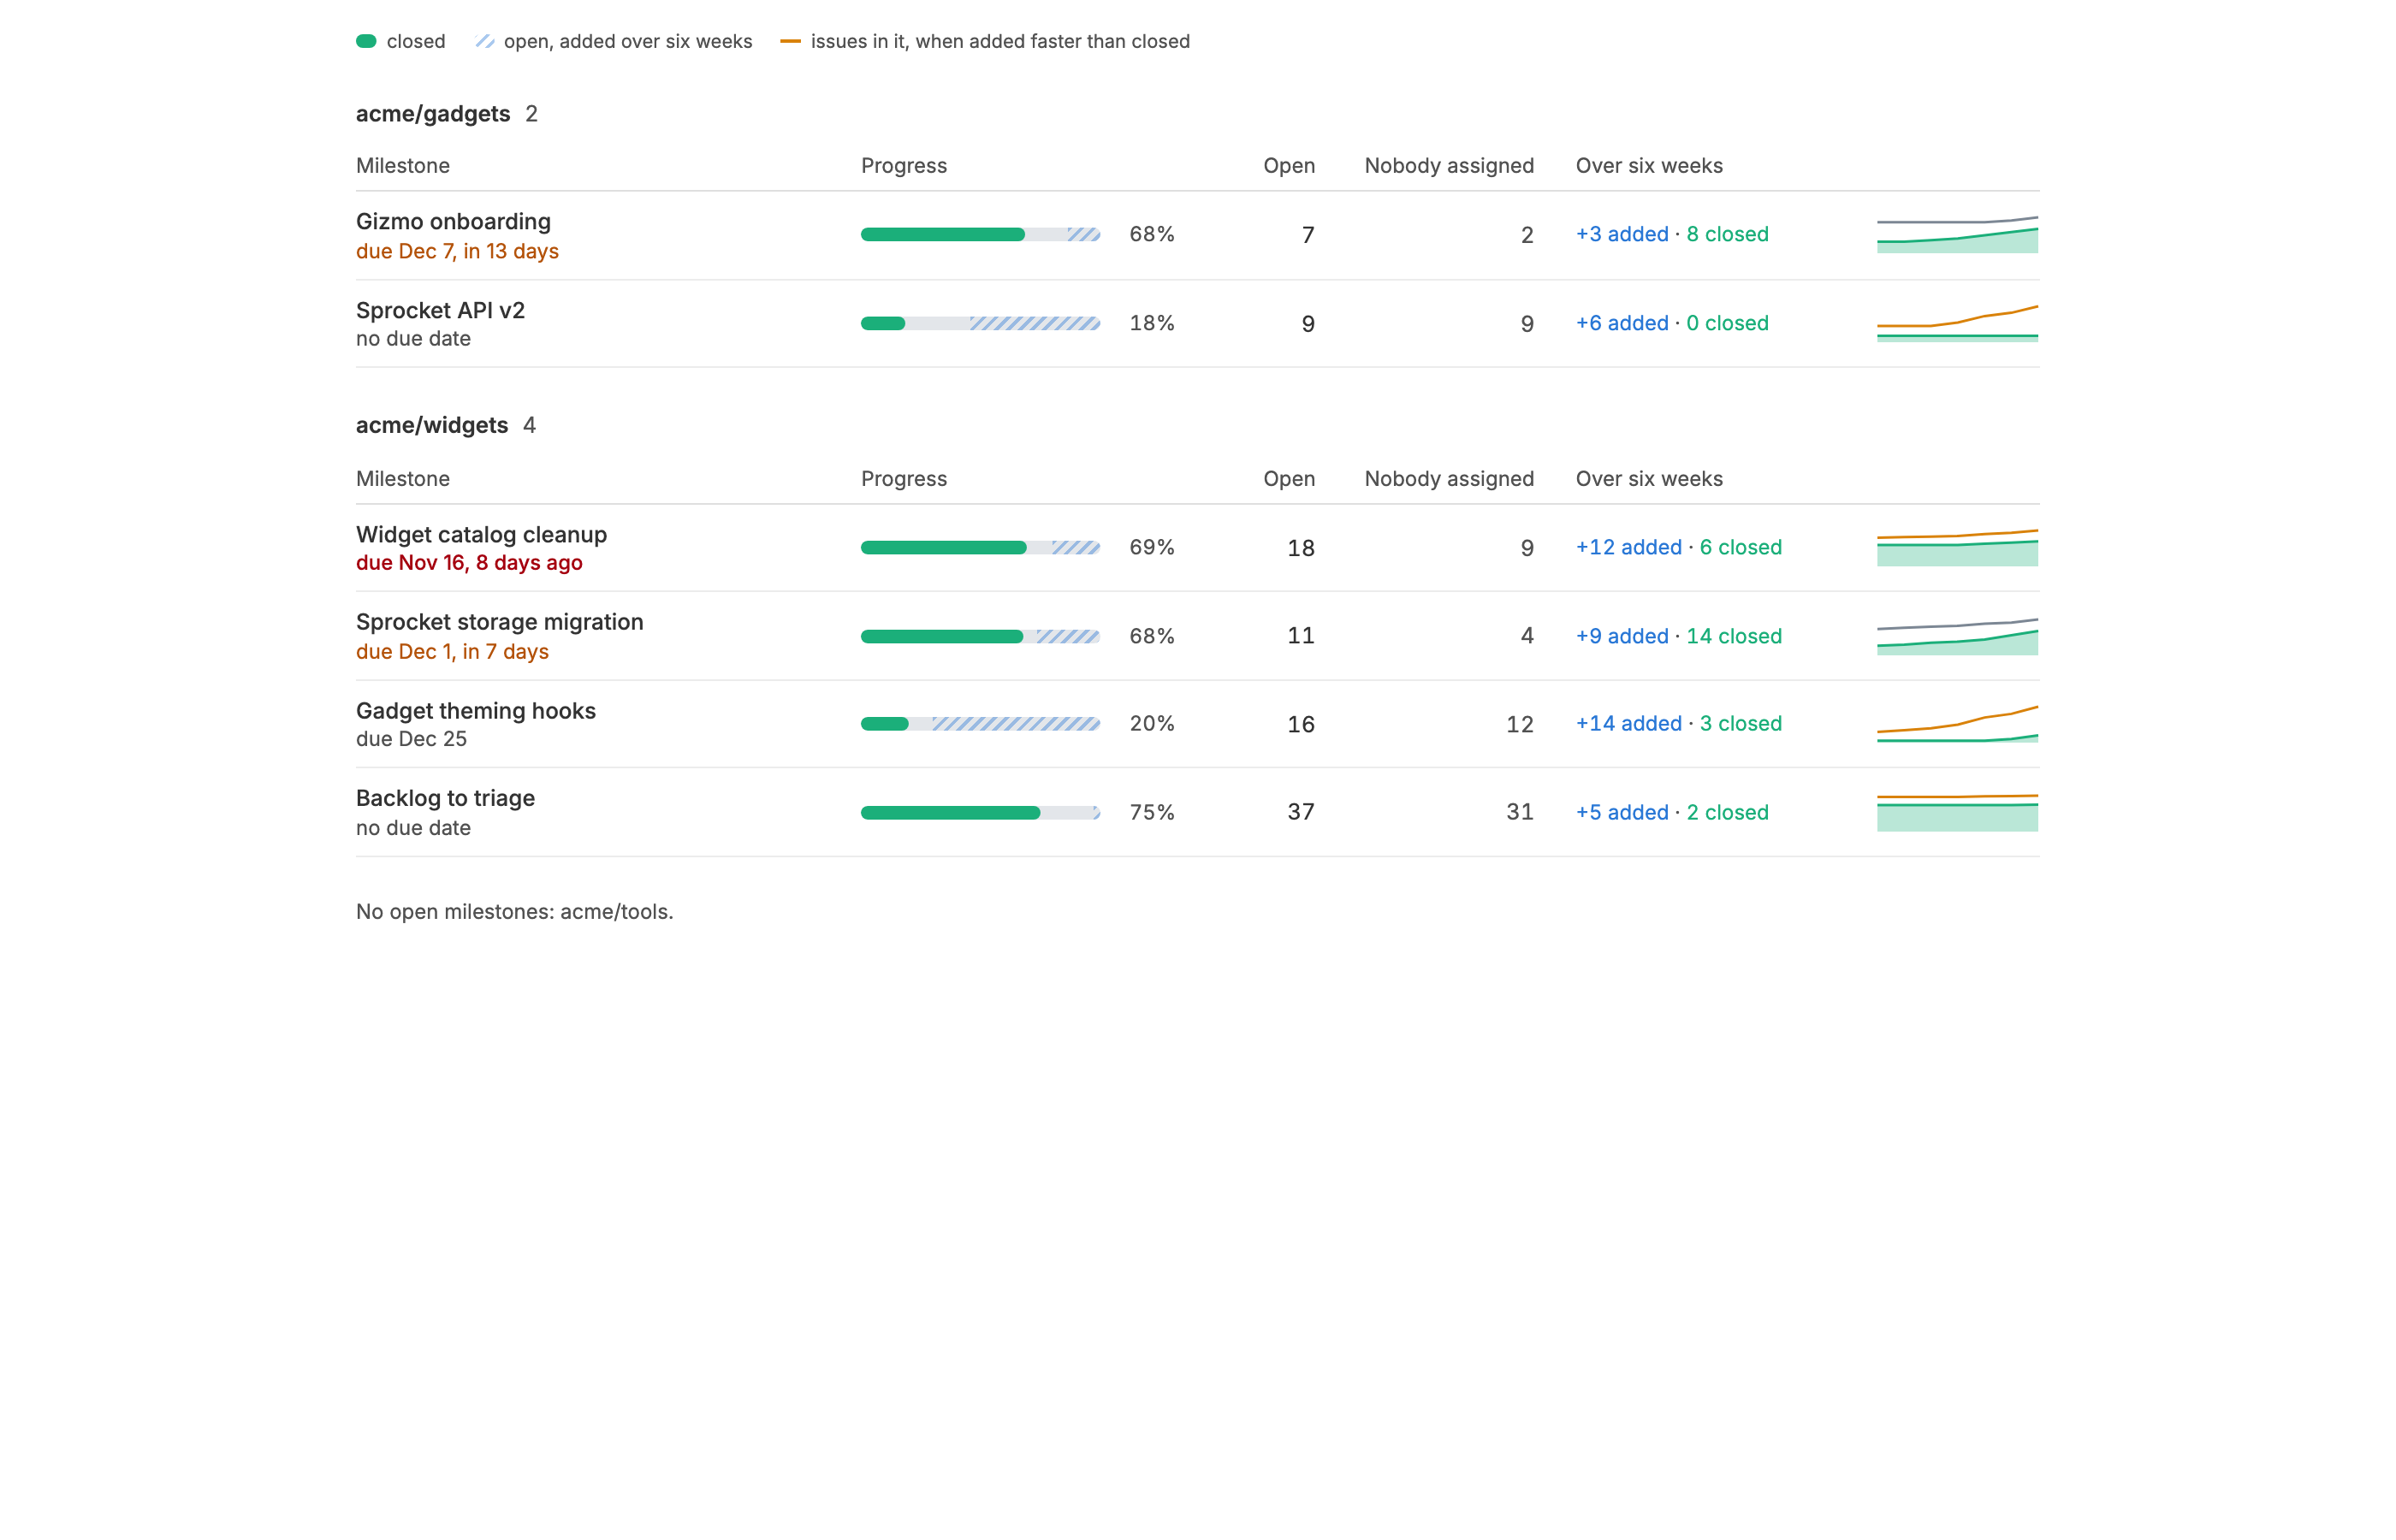 closed open, added over six weeks issues in it, when added faster than closed
acme/gadgets 2
Milestone Progress Open Nobody assigned Over six weeks
Gizmo onboarding
due Dec 7, in 13 days
68% 7 2 +3 added · 8 closed
Sprocket API v2
no due date
18% 9 9 +6 added · 0 closed
acme/widgets 4
Milestone Progress Open Nobody assigned Over six weeks
Widget catalog cleanup
due Nov 16, 8 days ago
69% 18 9 +12 added · 6 closed
Sprocket storage migration
due Dec 1, in 7 days
68% 11 4 +9 added · 14 closed
Gadget theming hooks
due Dec 25
20% 16 12 +14 added · 3 closed
Backlog to triage
no due date
75% 37 31 +5 added · 2 closed
No open milestones: acme/tools.